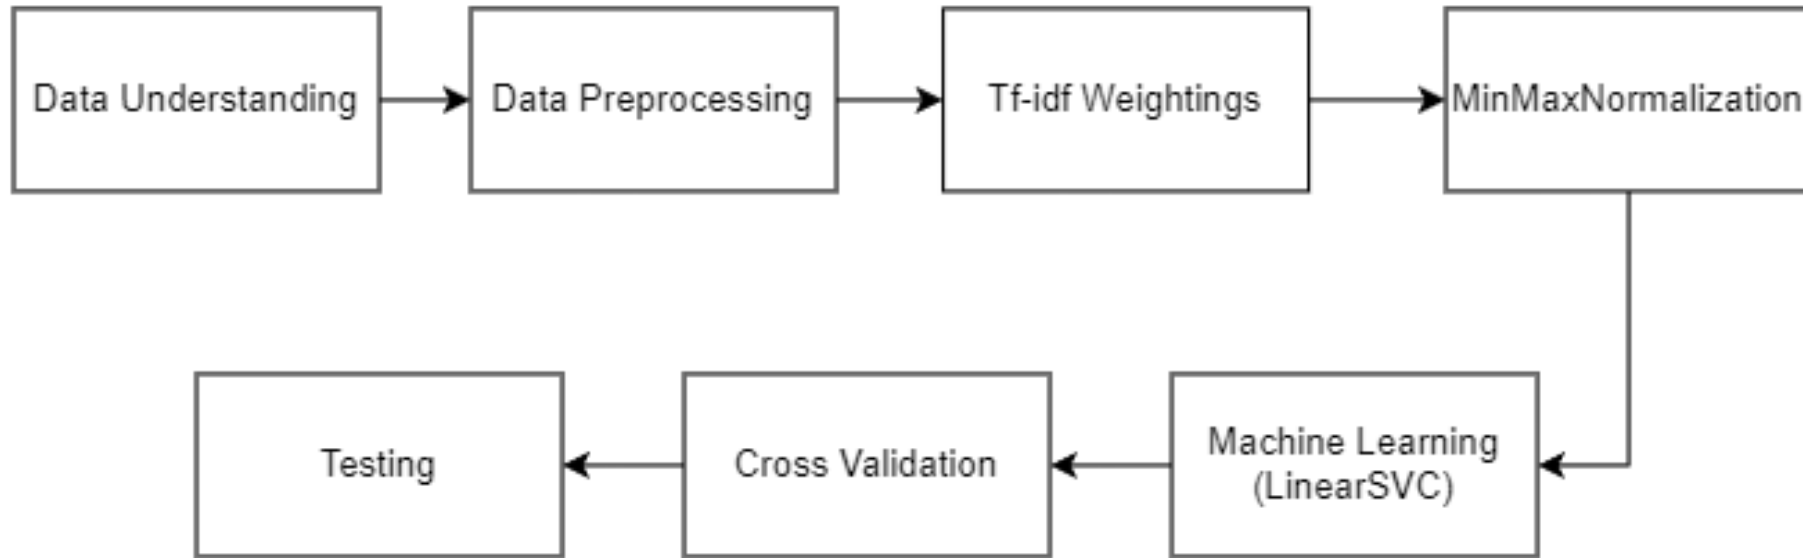 Data Understanding
Data Preprocessing
Tf-idf Weightings
MinMaxNormalization
Machine Learning
(LinearSVC)
Cross Validation
Testing